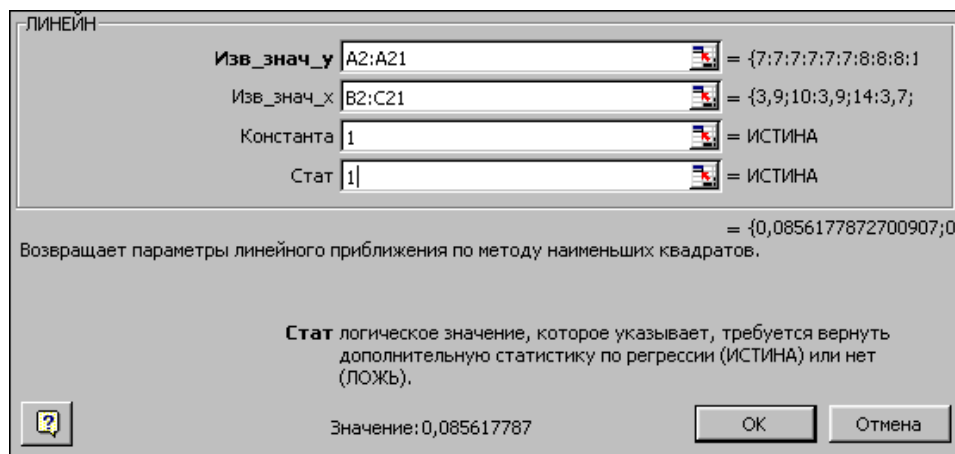 ЛИНЕЙН
Изв_знач_y A2:A21 = {7:7:7:7:7:7:8:8:8:1
Изв_знач_x B2:C21 = {3,9;10:3,9;14:3,7;
Константа 1 = ИСТИНА
Стат 1 = ИСТИНА
= {0,0856177872700907;0
Возвращает параметры линейного приближения по методу наименьших квадратов.
Стат логическое значение, которое указывает, требуется вернуть
дополнительную статистику по регрессии (ИСТИНА) или нет
(ЛОЖЬ).
Значение:0,085617787
OK
Отмена